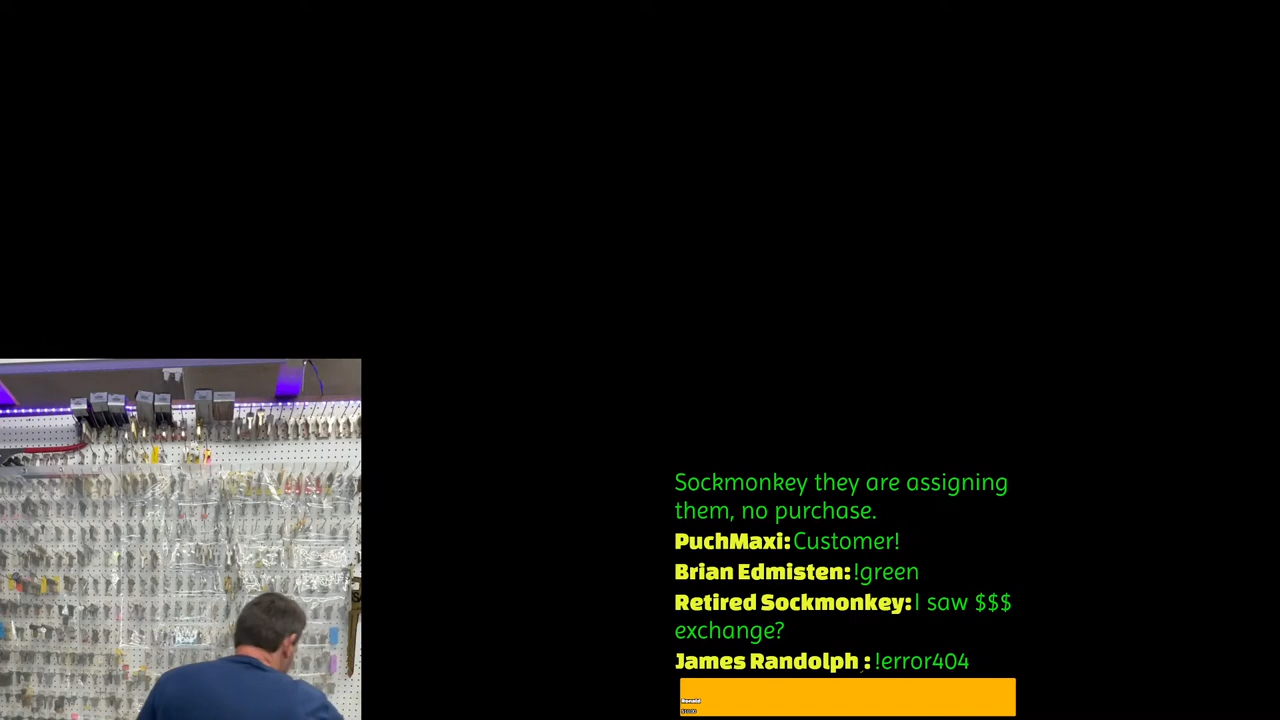 Sockmonkey they are assigning
them, no purchase.
PuchMaxi: Customer!
Brian Edmisten: !green
Retired Sockmonkey: I saw $$$
exchange?
James Randolph : !error404
Ronald